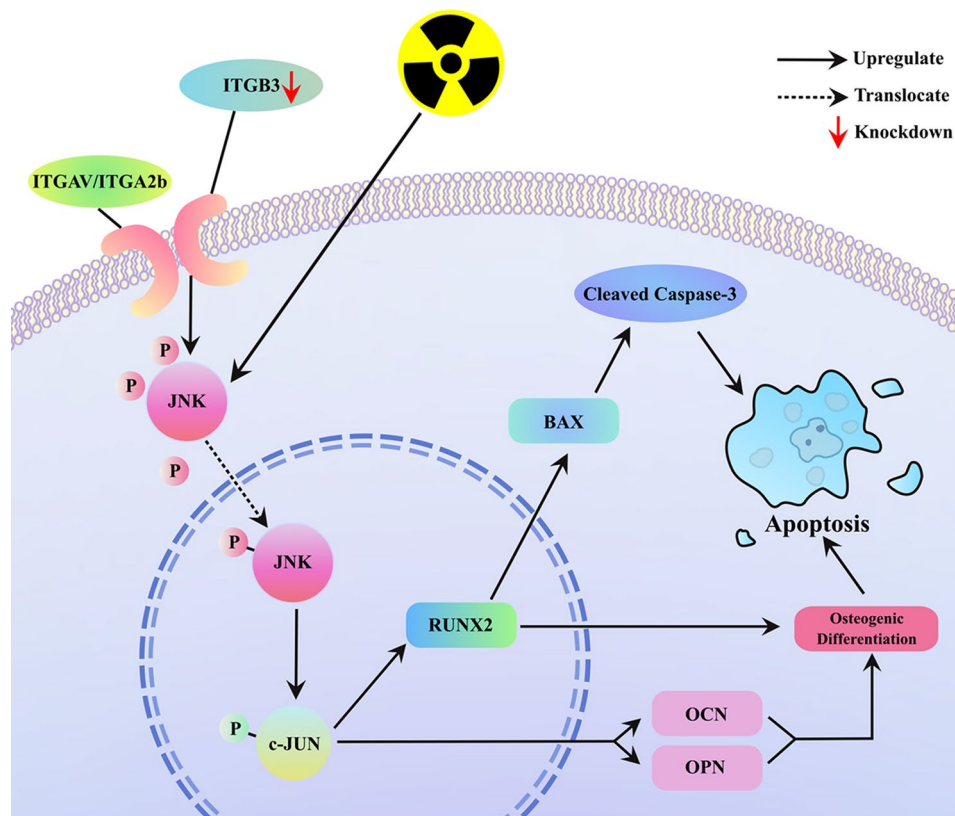 ITGB3
Upregulate
Translocate
Knockdown
ITGAV/ITGA2b
Cleaved Caspase-3
P
P
JNK
BAX
P
Apoptosis
P
JNK
RUNX2
Osteogenic
Differentiation
P
c-JUN
OCN
OPN